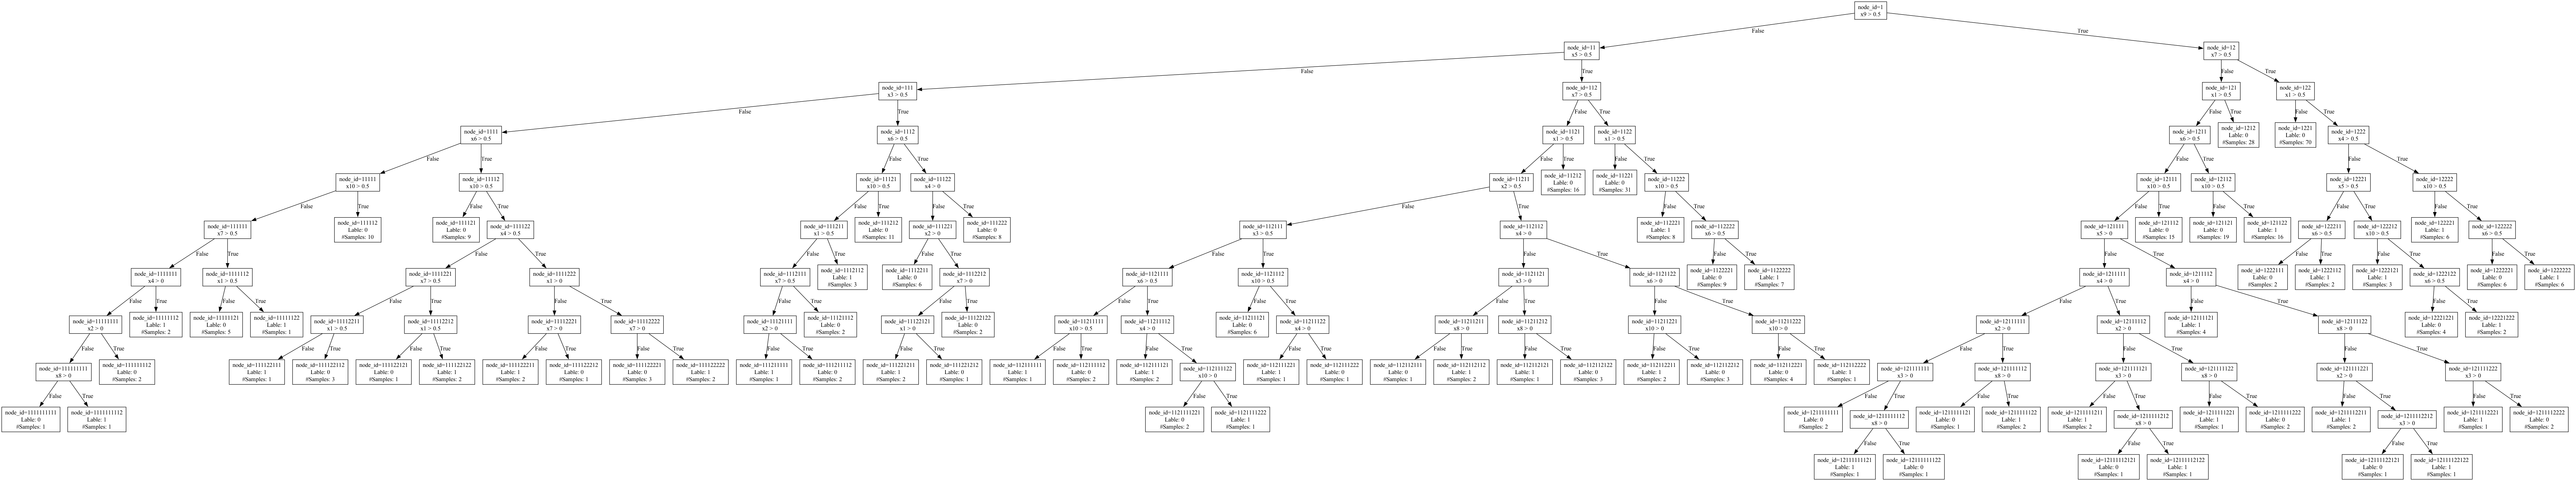 node_id=1
x9 > 0.5
False
True
node_id=11
x5 > 0.5
node_id=12
x7 > 0.5
False
True
False
True
node_id=111
x3 > 0.5
node_id=112
x7 > 0.5
node_id=121
x1 > 0.5
node_id=122
x1 > 0.5
False
True
False
True
False
True
False
True
node_id=1111
x6 > 0.5
node_id=1112
x6 > 0.5
node_id=1121
x1 > 0.5
node_id=1122
x1 > 0.5
node_id=1211
x6 > 0.5
node_id=1212
Lable: 0
#Samples: 28
node_id=1221
Lable: 0
#Samples: 70
node_id=1222
x4 > 0.5
False
True
False
True
False
True
False
True
False
True
False
True
node_id=11111
x10 > 0.5
node_id=11112
x10 > 0.5
node_id=11121
x10 > 0.5
node_id=11122
x4 > 0
node_id=11211
x2 > 0.5
node_id=11212
Lable: 0
#Samples: 16
node_id=11221
Lable: 0
#Samples: 31
node_id=11222
x10 > 0.5
node_id=12111
x10 > 0.5
node_id=12112
x10 > 0.5
node_id=12221
x5 > 0.5
node_id=12222
x10 > 0.5
False
True
False
True
False
True
False
True
False
True
False
True
False
True
False
True
False
True
False
True
node_id=111111
x7 > 0.5
node_id=111112
Lable: 0
#Samples: 10
node_id=111121
Lable: 0
#Samples: 9
node_id=111122
x4 > 0.5
node_id=111211
x1 > 0.5
node_id=111212
Lable: 0
#Samples: 11
node_id=111221
x2 > 0
node_id=111222
Lable: 0
#Samples: 8
node_id=112111
x3 > 0.5
node_id=112112
x4 > 0
node_id=112221
Lable: 1
#Samples: 8
node_id=112222
x6 > 0.5
node_id=121111
x5 > 0
node_id=121112
Lable: 0
#Samples: 15
node_id=121121
Lable: 0
#Samples: 19
node_id=121122
Lable: 1
#Samples: 16
node_id=122211
x6 > 0.5
node_id=122212
x10 > 0.5
node_id=122221
Lable: 1
#Samples: 6
node_id=122222
x6 > 0.5
False
True
False
True
False
True
False
True
False
True
False
True
False
True
False
True
False
True
False
True
False
True
node_id=1111111
x4 > 0
node_id=1111112
x1 > 0.5
node_id=1111221
x7 > 0.5
node_id=1111222
x1 > 0
node_id=1112111
x7 > 0.5
node_id=1112112
Lable: 1
#Samples: 3
node_id=1112211
Lable: 0
#Samples: 6
node_id=1112212
x7 > 0
node_id=1121111
x6 > 0.5
node_id=1121112
x10 > 0.5
node_id=1121121
x3 > 0
node_id=1121122
x6 > 0
node_id=1122221
Lable: 0
#Samples: 9
node_id=1122222
Lable: 1
#Samples: 7
node_id=1211111
x4 > 0
node_id=1211112
x4 > 0
node_id=1222111
Lable: 0
#Samples: 2
node_id=1222112
Lable: 1
#Samples: 2
node_id=1222121
Lable: 1
#Samples: 3
node_id=1222122
x6 > 0.5
node_id=1222221
Lable: 0
#Samples: 6
node_id=1222222
Lable: 1
#Samples: 6
False
True
False
True
False
True
False
True
False
True
False
True
False
True
False
True
False
True
False
True
False
True
False
True
False
True
node_id=11111111
x2 > 0
node_id=11111112
Lable: 1
#Samples: 2
node_id=11111121
Lable: 0
#Samples: 5
node_id=11111122
Lable: 1
#Samples: 1
node_id=11112211
x1 > 0.5
node_id=11112212
x1 > 0.5
node_id=11112221
x7 > 0
node_id=11112222
x7 > 0
node_id=11121111
x2 > 0
node_id=11121112
Lable: 0
#Samples: 2
node_id=11122121
x1 > 0
node_id=11122122
Lable: 0
#Samples: 2
node_id=11211111
x10 > 0.5
node_id=11211112
x4 > 0
node_id=11211121
Lable: 0
#Samples: 6
node_id=11211122
x4 > 0
node_id=11211211
x8 > 0
node_id=11211212
x8 > 0
node_id=11211221
x10 > 0
node_id=11211222
x10 > 0
node_id=12111111
x2 > 0
node_id=12111112
x2 > 0
node_id=12111121
Lable: 1
#Samples: 4
node_id=12111122
x8 > 0
node_id=12221221
Lable: 0
#Samples: 4
node_id=12221222
Lable: 1
#Samples: 2
False
True
False
True
False
True
False
True
False
True
False
True
False
True
False
True
False
True
False
True
False
True
False
True
False
True
False
True
False
True
False
True
False
True
node_id=111111111
x8 > 0
node_id=111111112
Lable: 0
#Samples: 2
node_id=111122111
Lable: 1
#Samples: 1
node_id=111122112
Lable: 0
#Samples: 3
node_id=111122121
Lable: 0
#Samples: 1
node_id=111122122
Lable: 1
#Samples: 2
node_id=111122211
Lable: 1
#Samples: 2
node_id=111122212
Lable: 0
#Samples: 1
node_id=111122221
Lable: 0
#Samples: 3
node_id=111122222
Lable: 1
#Samples: 2
node_id=111211111
Lable: 1
#Samples: 1
node_id=111211112
Lable: 0
#Samples: 2
node_id=111221211
Lable: 1
#Samples: 2
node_id=111221212
Lable: 0
#Samples: 1
node_id=112111111
Lable: 1
#Samples: 1
node_id=112111112
Lable: 0
#Samples: 2
node_id=112111121
Lable: 1
#Samples: 2
node_id=112111122
x10 > 0
node_id=112111221
Lable: 1
#Samples: 1
node_id=112111222
Lable: 0
#Samples: 1
node_id=112112111
Lable: 0
#Samples: 1
node_id=112112112
Lable: 1
#Samples: 2
node_id=112112121
Lable: 1
#Samples: 1
node_id=112112122
Lable: 0
#Samples: 3
node_id=112112211
Lable: 1
#Samples: 2
node_id=112112212
Lable: 0
#Samples: 3
node_id=112112221
Lable: 0
#Samples: 4
node_id=112112222
Lable: 1
#Samples: 1
node_id=121111111
x3 > 0
node_id=121111112
x8 > 0
node_id=121111121
x3 > 0
node_id=121111122
x8 > 0
node_id=121111221
x2 > 0
node_id=121111222
x3 > 0
False
True
False
True
False
True
False
True
False
True
False
True
False
True
False
True
node_id=1111111111
Lable: 0
#Samples: 1
node_id=1111111112
Lable: 1
#Samples: 1
node_id=1121111221
Lable: 0
#Samples: 2
node_id=1121111222
Lable: 1
#Samples: 1
node_id=1211111111
Lable: 0
#Samples: 2
node_id=1211111112
x8 > 0
node_id=1211111121
Lable: 0
#Samples: 1
node_id=1211111122
Lable: 1
#Samples: 2
node_id=1211111211
Lable: 1
#Samples: 2
node_id=1211111212
x8 > 0
node_id=1211111221
Lable: 1
#Samples: 1
node_id=1211111222
Lable: 0
#Samples: 2
node_id=1211112211
Lable: 1
#Samples: 2
node_id=1211112212
x3 > 0
node_id=1211112221
Lable: 1
#Samples: 1
node_id=1211112222
Lable: 0
#Samples: 2
False
True
False
True
False
True
node_id=12111111121
Lable: 1
#Samples: 1
node_id=12111111122
Lable: 0
#Samples: 1
node_id=12111112121
Lable: 0
#Samples: 1
node_id=12111112122
Lable: 1
#Samples: 1
node_id=12111122121
Lable: 0
#Samples: 1
node_id=12111122122
Lable: 1
#Samples: 1